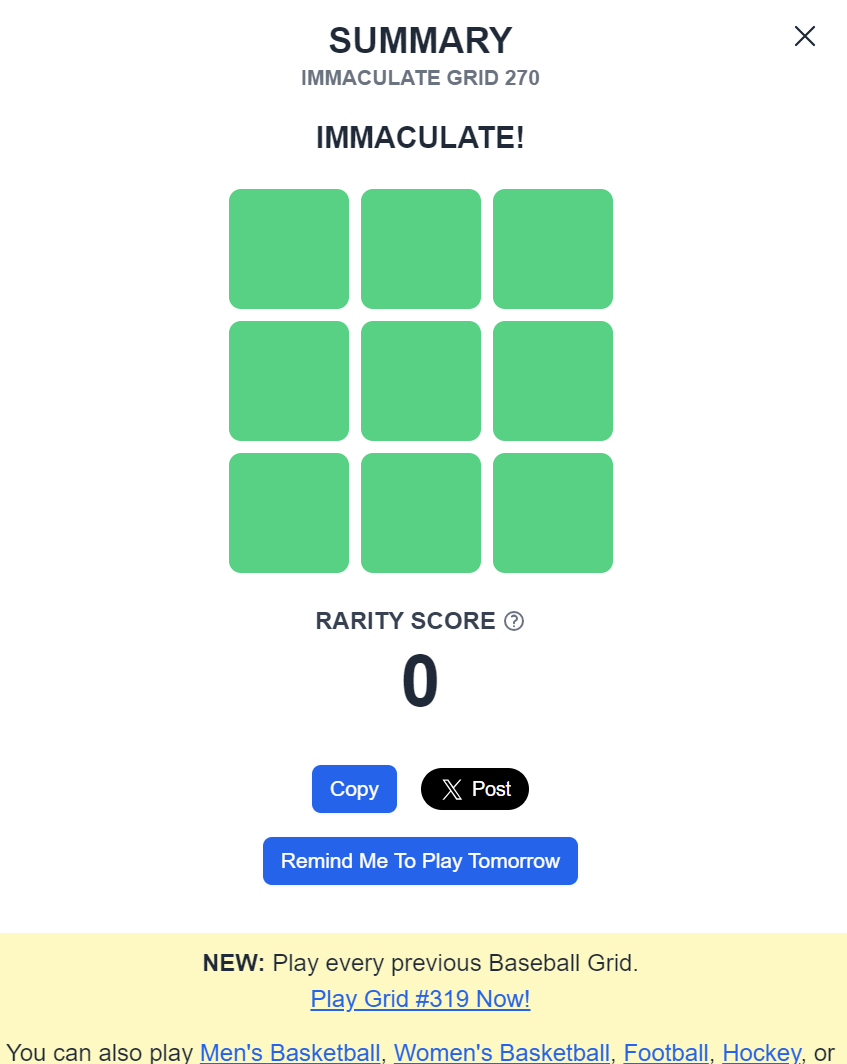 SUMMARY
IMMACULATE GRID 270
IMMACULATE!
RARITY SCORE ?
0
Copy
X Post
Remind Me To Play Tomorrow
NEW: Play every previous Baseball Grid.
Play Grid #319 Now!
You can also play Men's Basketball, Women's Basketball, Football, Hockey, or